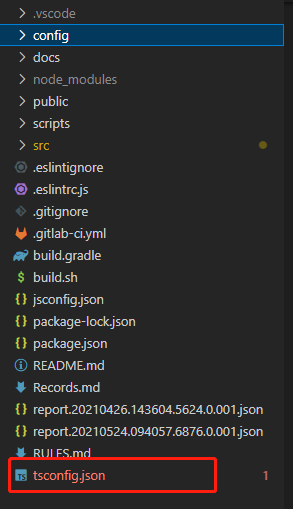 .vscode
config
docs
node_modules
public
scripts
src
.eslintignore
.eslintrc.js
.gitignore
.gitlab-ci.yml
build.gradle
build.sh
jsconfig.json
package-lock.json
package.json
README.md
Records.md
report.20210426.143604.5624.0.001.json
report.20210524.094057.6876.0.001.json
RULES.md
tsconfig.json 1